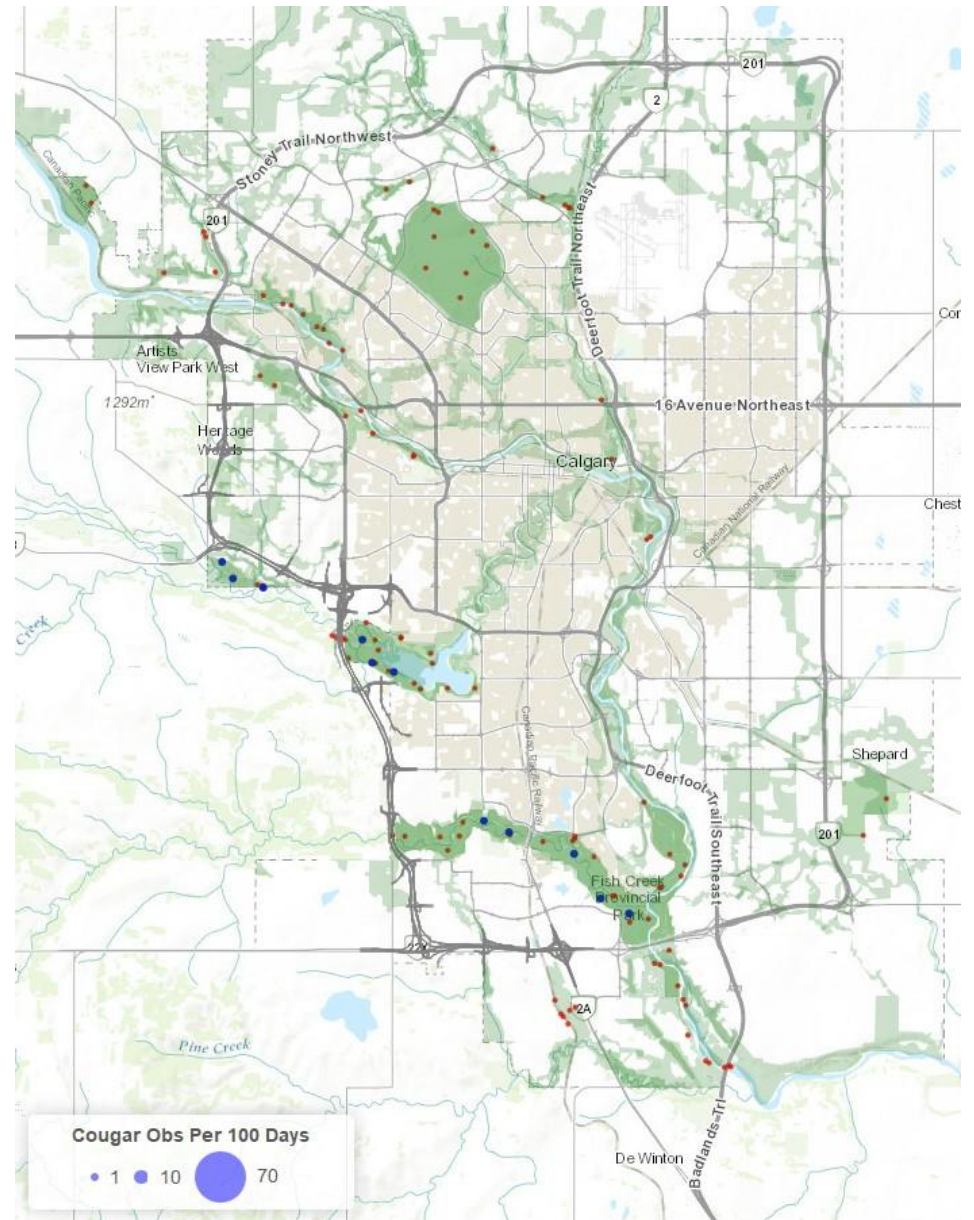 201
2
Stoney Trail Northwest
Canadian Pacific
201
Deerfoot Trail Northeast
Artists
View Park West
1292m
16 Avenue Northeast
Heritage
Woods
Calgary
Canadian National Railway
Chest
Creek
Canadian Pacific Railway
Shepard
Deerfoot Trail Southeast
201
Fish Creek
Provincial
Park
22X
2A
Pine Creek
Badlands Trl
De Winton
Cougar Obs Per 100 Days
1 10 70